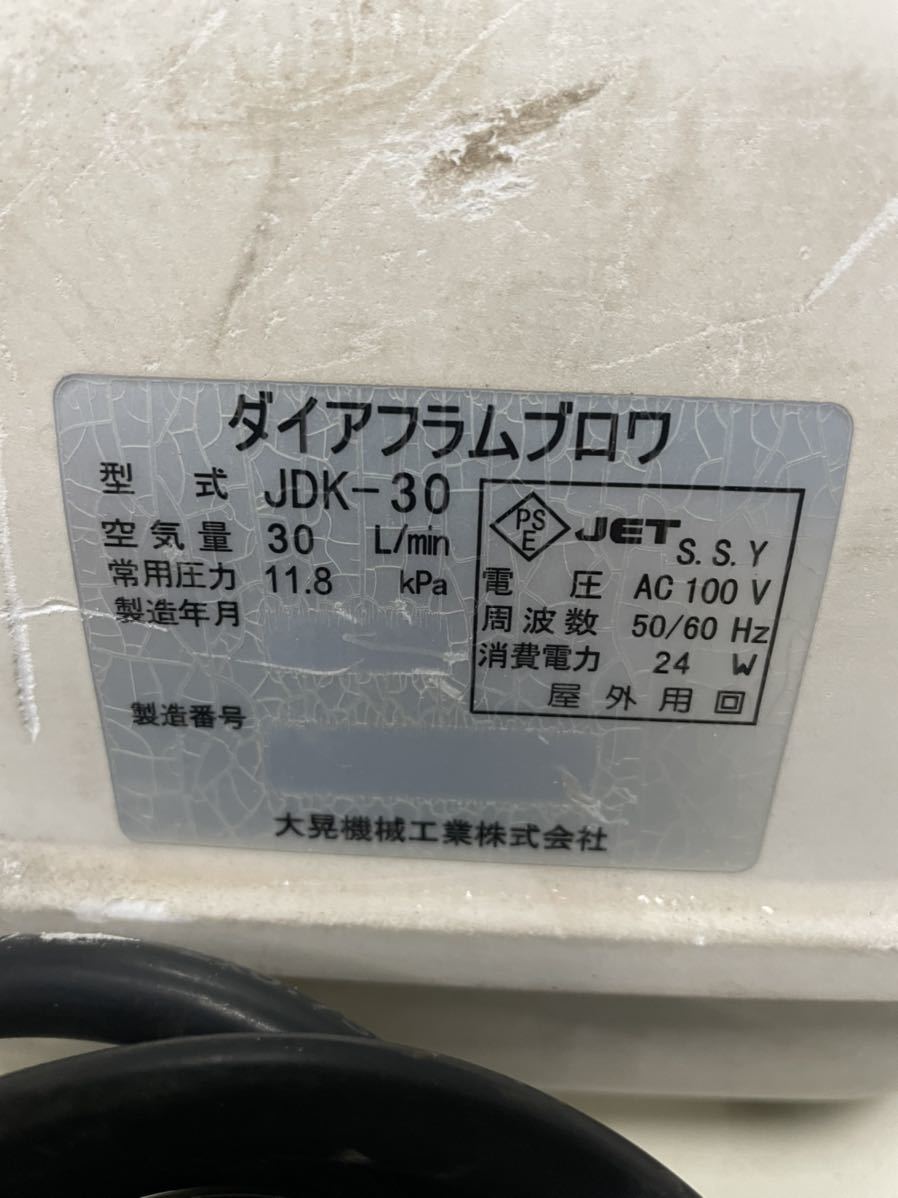 ダイアフラムブロワ
型式 JDK-30
空気量 30 L/min
常用圧力 11.8 kPa
製造年月
製造番号
PSE JET S.S.Y
電圧 AC100V
周波数 50/60 Hz
消費電力 24 W
屋外用回
大晃機械工業株式会社